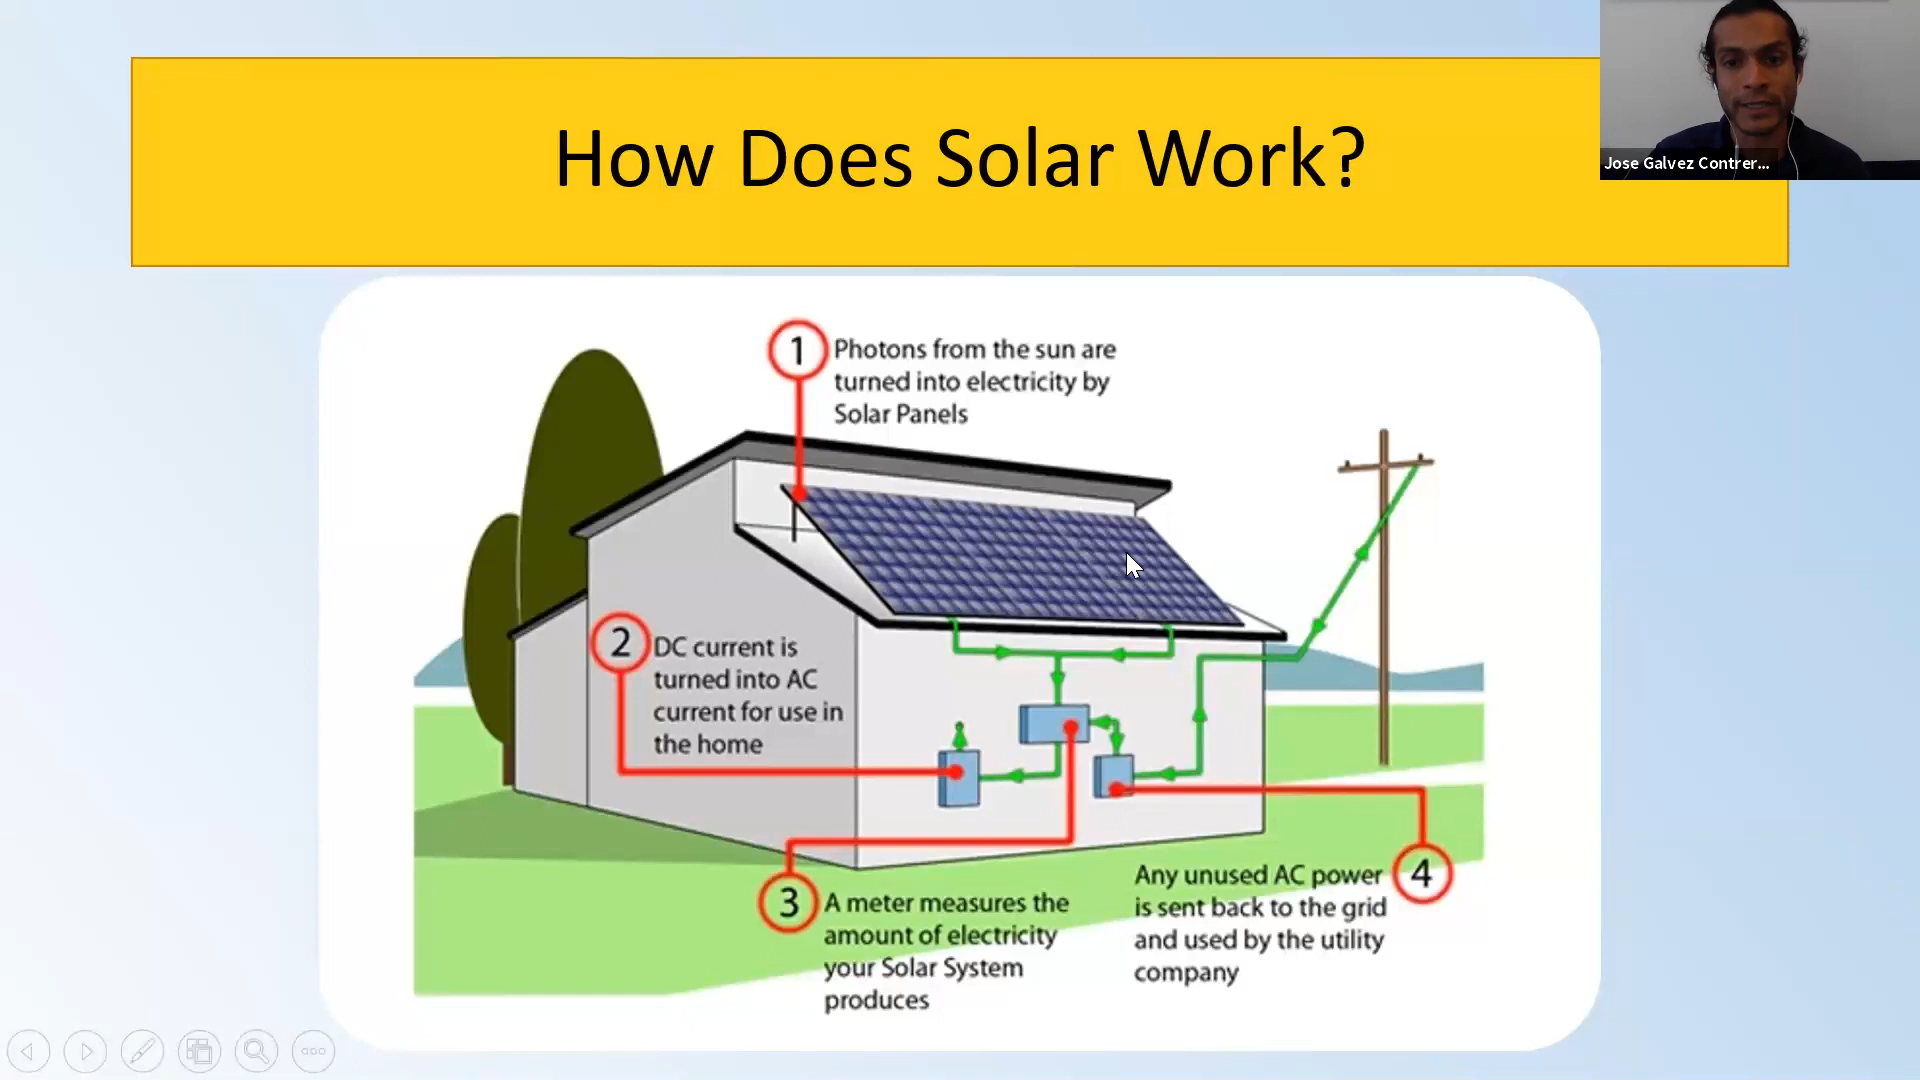 How Does Solar Work?
Jose Galvez Contrer...
1
Photons from the sun are
turned into electricity by
Solar Panels
2
DC current is
turned into AC
current for use in
the home
3
A meter measures the
amount of electricity
your Solar System
produces
Any unused AC power
is sent back to the grid
and used by the utility
company
4